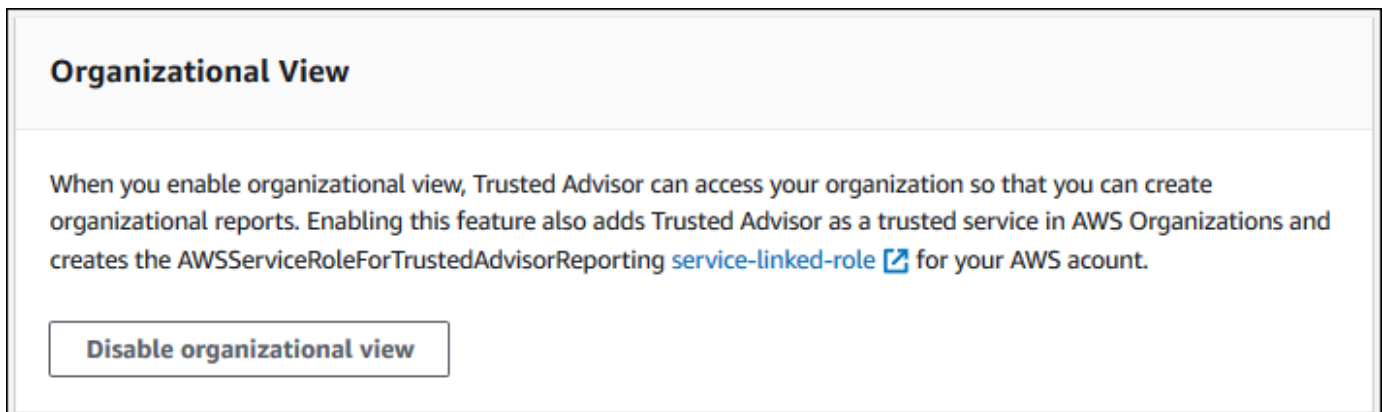 Organizational View
When you enable organizational view, Trusted Advisor can access your organization so that you can create
organizational reports. Enabling this feature also adds Trusted Advisor as a trusted service in AWS Organizations and
creates the AWSServiceRoleForTrustedAdvisorReporting service-linked-role for your AWS acount.
Disable organizational view